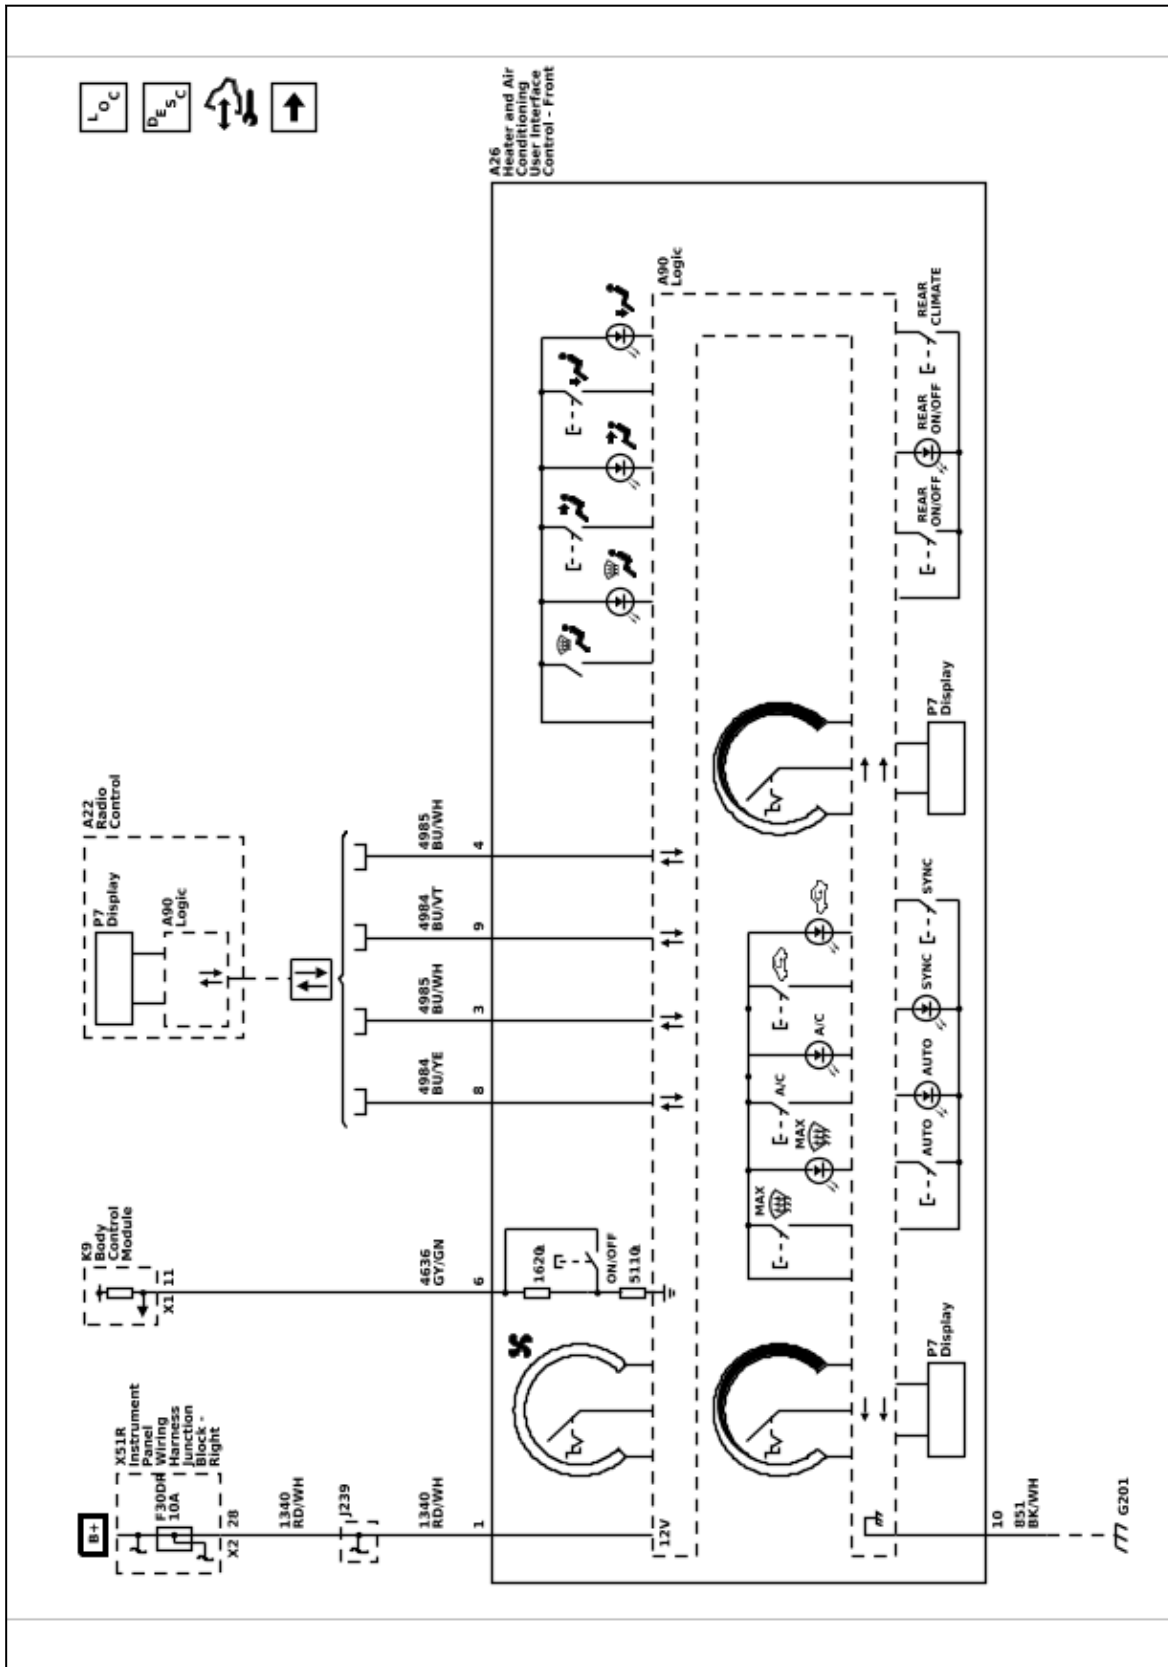 L O C
D E S C
B+
X51R
Instrument
Panel
Wiring
Harness
Junction
Block -
Right
F30DR
10A
28
X2
1340
RD/WH
J239
1340
RD/WH
1
12V
K9
Body
Control
Module
11
X1
4636
GY/GN
6
1620Ω
ON/OFF
5110Ω
A22
Radio
Control
P7
Display
A90
Logic
4984
BU/YE
8
4985
BU/WH
3
4984
BU/VT
9
4985
BU/WH
4
A26
Heater and Air
Conditioning
User Interface
Control - Front
A90
Logic
MAX
MAX
A/C
A/C
P7
Display
AUTO
AUTO
SYNC
SYNC
P7
Display
REAR
ON/OFF
REAR
ON/OFF
REAR
CLIMATE
10
851
BK/WH
G201